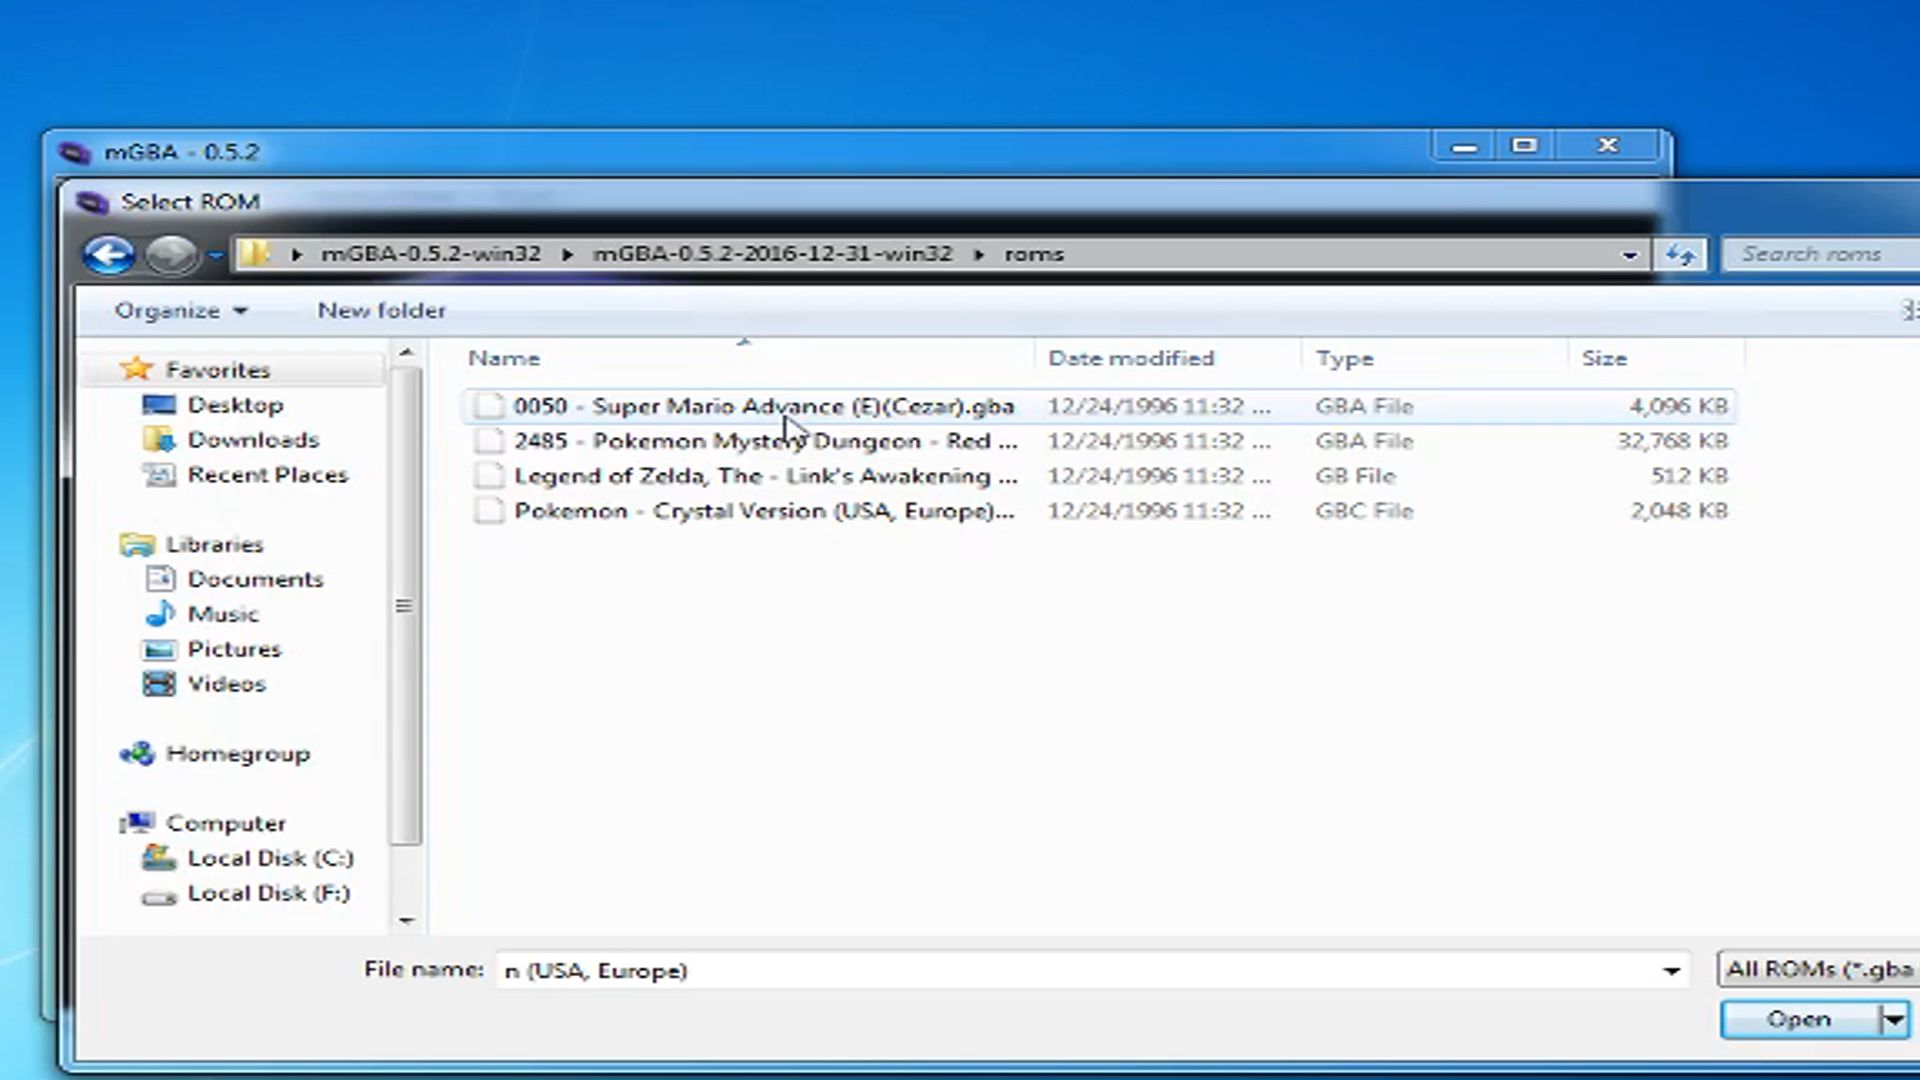 mGBA - 0.5.2
Select ROM
mGBA-0.5.2-win32 mGBA-0.5.2-2016-12-31-win32 roms
Search roms
Organize New folder
Name Date modified Type Size
0050 - Super Mario Advance (E)(Cezar).gba 12/24/1996 11:32 ... GBA File 4,096 KB
2485 - Pokemon Mystery Dungeon - Red ... 12/24/1996 11:32 ... GBA File 32,768 KB
Legend of Zelda, The - Link's Awakening ... 12/24/1996 11:32 ... GB File 512 KB
Pokemon - Crystal Version (USA, Europe)... 12/24/1996 11:32 ... GBC File 2,048 KB
Favorites
Desktop
Downloads
Recent Places
Libraries
Documents
Music
Pictures
Videos
Homegroup
Computer
Local Disk (C:)
Local Disk (F:)
File name: n (USA, Europe)
All ROMs (*.gba
Open